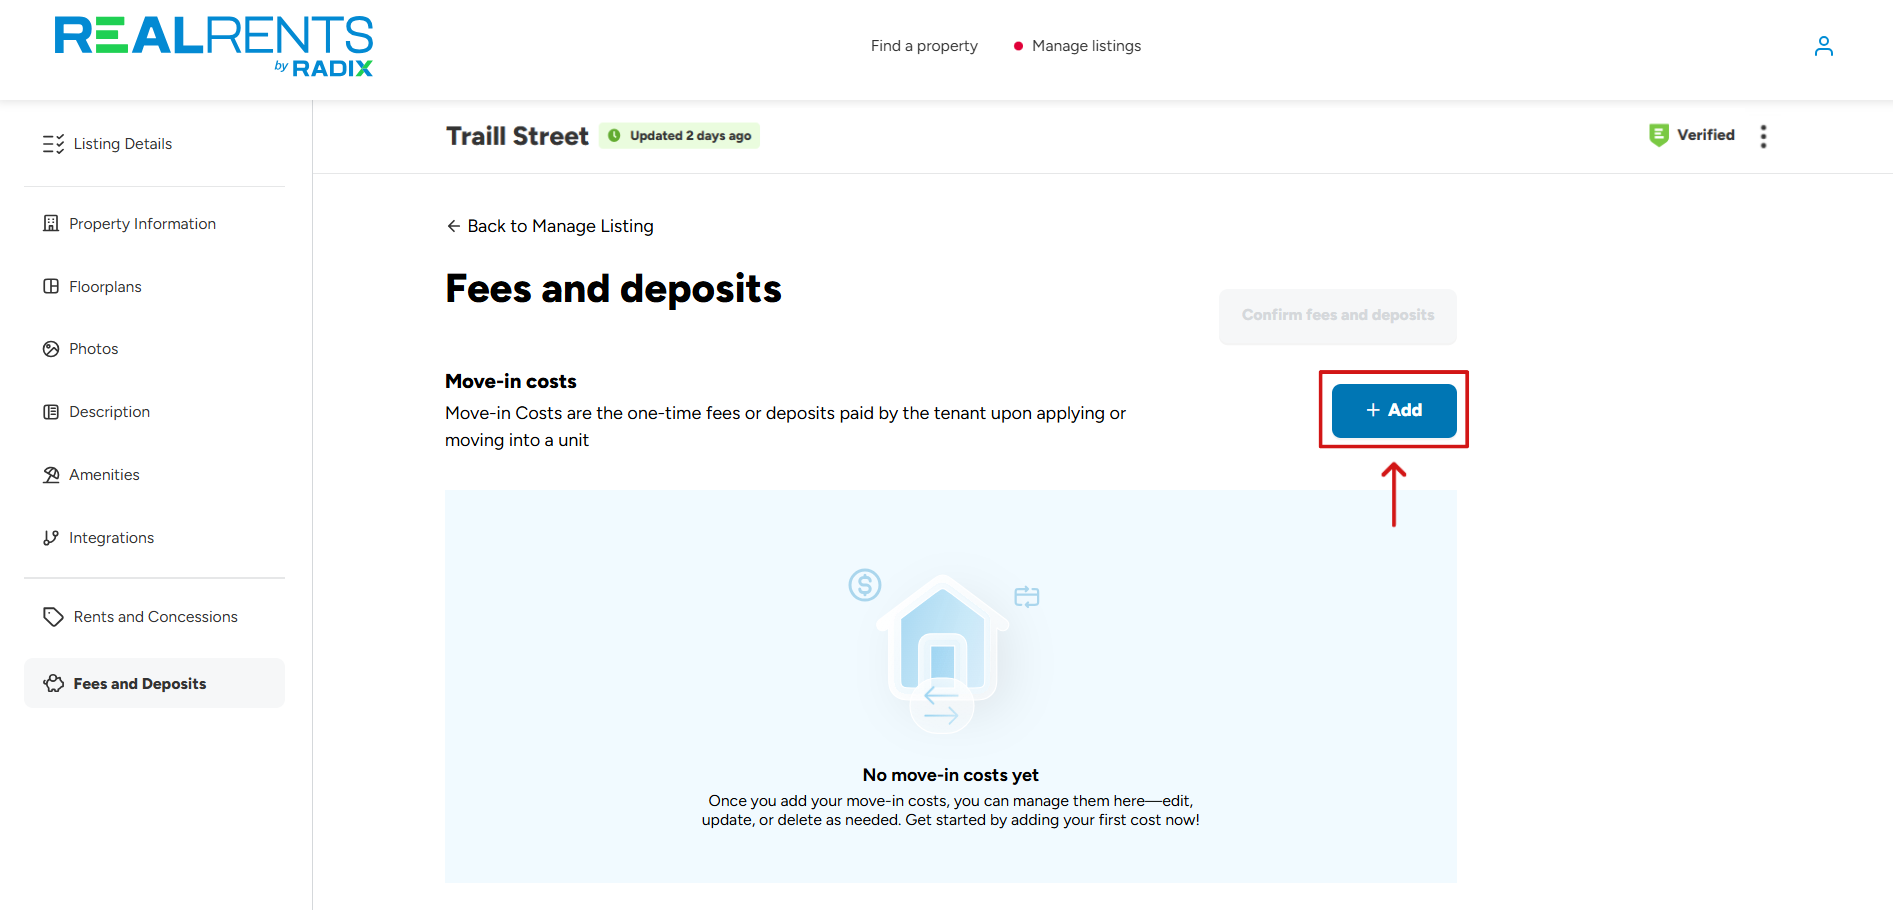 REALRENTS
by RADIX
Find a property
Manage listings
Listing Details
Property Information
Floorplans
Photos
Description
Amenities
Integrations
Rents and Concessions
Fees and Deposits
Traill Street
Updated 2 days ago
Verified
← Back to Manage Listing
Fees and deposits
Confirm fees and deposits
Move-in costs
Move-in Costs are the one-time fees or deposits paid by the tenant upon applying or
moving into a unit
+ Add
No move-in costs yet
Once you add your move-in costs, you can manage them here—edit,
update, or delete as needed. Get started by adding your first cost now!